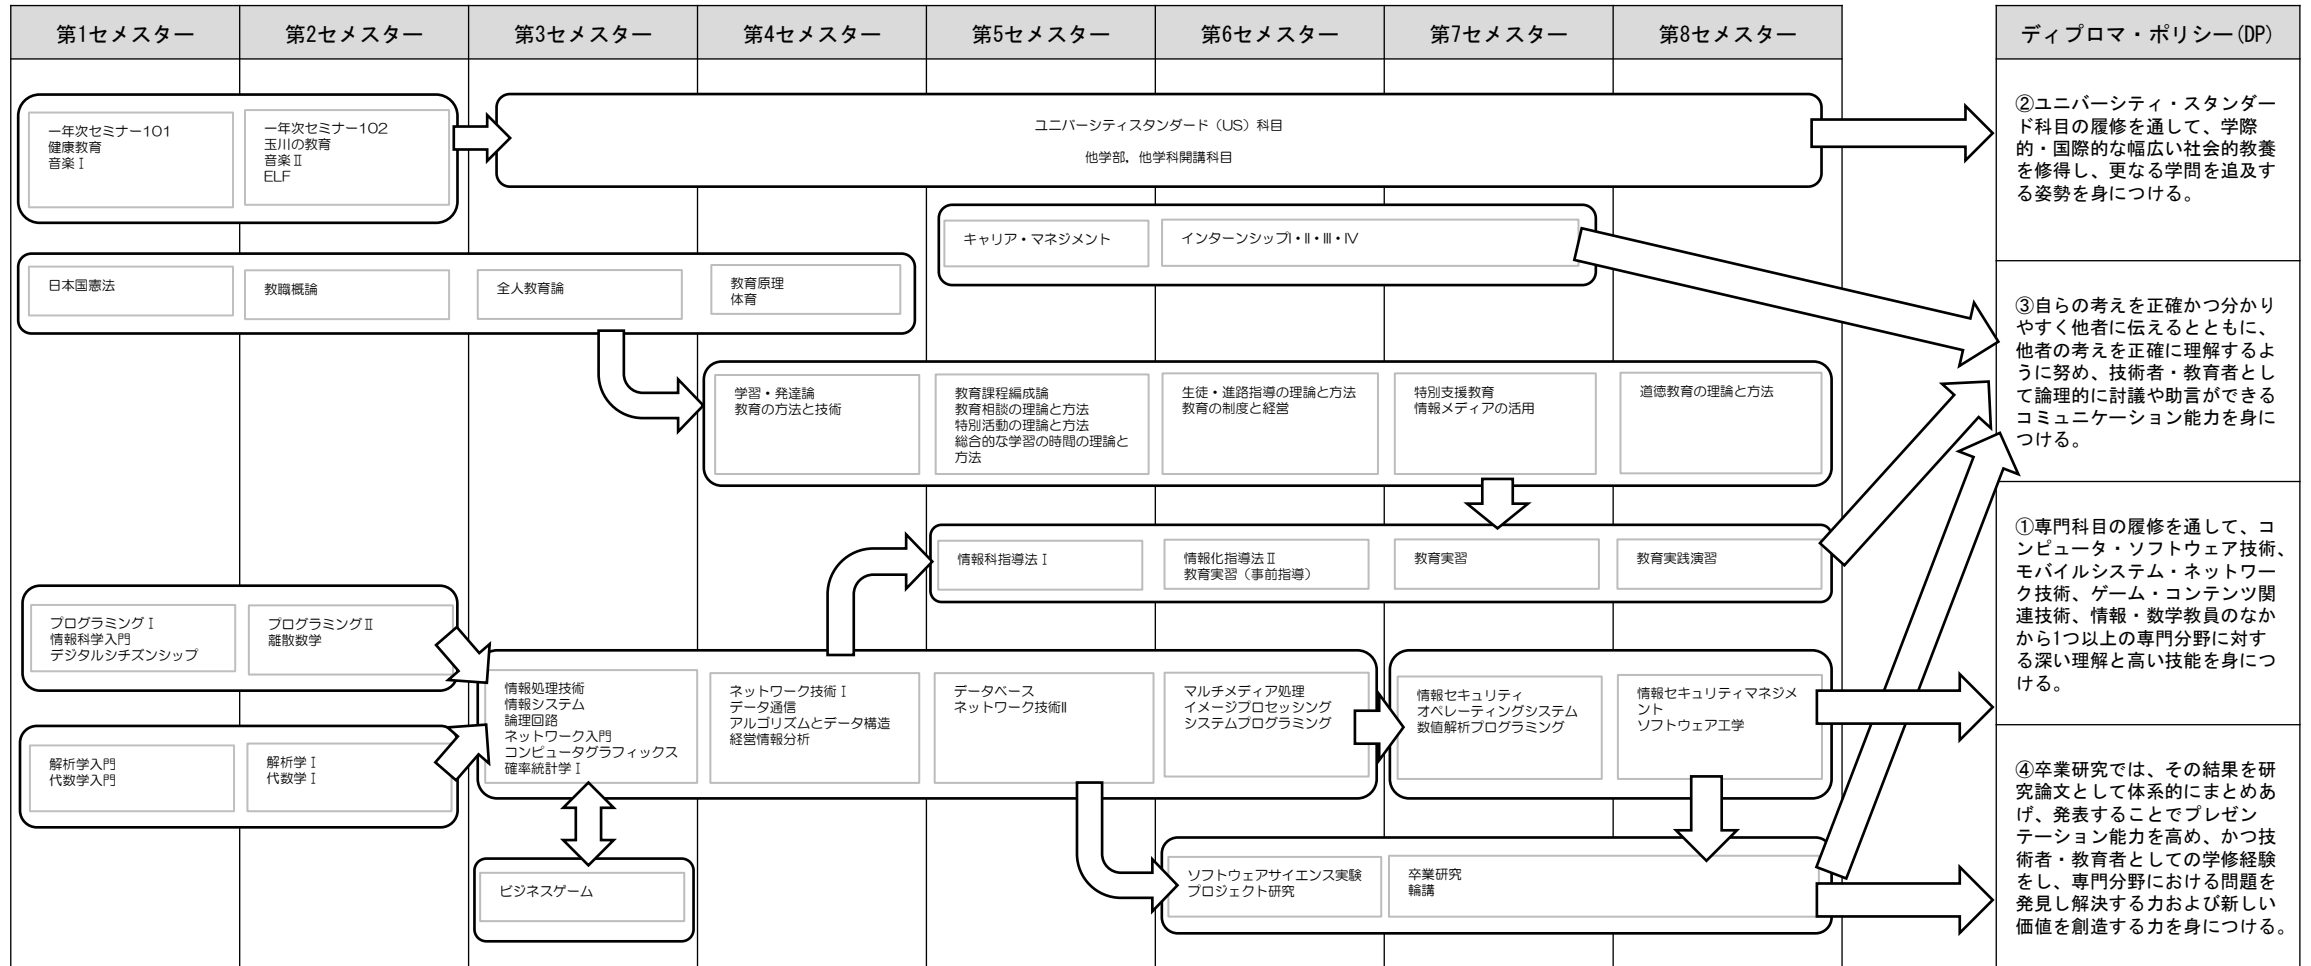 第1セメスター
第2セメスター
第3セメスター
第4セメスター
第5セメスター
第6セメスター
第7セメスター
第8セメスター
ディプロマ・ポリシー(DP)
一年次セミナー101
健康教育
音楽Ⅰ
一年次セミナー102
玉川の教育
音楽Ⅱ
ELF
ユニバーシティスタンダード（US）科目
他学部，他学科開講科目
②ユニバーシティ・スタンダー
ド科目の履修を通して、学際
的・国際的な幅広い社会的教養
を修得し、更なる学問を追及す
る姿勢を身につける。
キャリア・マネジメント
インターンシップⅠ・Ⅱ・Ⅲ・Ⅳ
日本国憲法
教職概論
全人教育論
教育原理
体育
③自らの考えを正確かつ分かり
やすく他者に伝えるとともに、
他者の考えを正確に理解するよ
うに努め、技術者・教育者とし
て論理的に討議や助言ができる
コミュニケーション能力を身に
つける。
学習・発達論
教育の方法と技術
教育課程編成論
教育相談の理論と方法
特別活動の理論と方法
総合的な学習の時間の理論と
方法
生徒・進路指導の理論と方法
教育の制度と経営
特別支援教育
情報メディアの活用
道徳教育の理論と方法
情報科指導法Ⅰ
情報化指導法Ⅱ
教育実習（事前指導）
教育実習
教育実践演習
①専門科目の履修を通して、コ
ンピュータ・ソフトウェア技術、
モバイルシステム・ネットワー
ク技術、ゲーム・コンテンツ関
連技術、情報・数学教員のなか
から1つ以上の専門分野に対す
る深い理解と高い技能を身につ
ける。
プログラミングⅠ
情報科学入門
デジタルシチズンシップ
プログラミングⅡ
離散数学
情報処理技術
情報システム
論理回路
ネットワーク入門
コンピュータグラフィックス
確率統計学Ⅰ
ネットワーク技術Ⅰ
データ通信
アルゴリズムとデータ構造
経営情報分析
データベース
ネットワーク技術Ⅱ
マルチメディア処理
イメージプロセッシング
システムプログラミング
情報セキュリティ
オペレーティングシステム
数値解析プログラミング
情報セキュリティマネジメ
ント
ソフトウェア工学
解析学入門
代数学入門
解析学Ⅰ
代数学Ⅰ
④卒業研究では、その結果を研
究論文として体系的にまとめあ
げ、発表することでプレゼン
テーション能力を高め、かつ技
術者・教育者としての学修経験
をし、専門分野における問題を
発見し解決する力および新しい
価値を創造する力を身につける。
ビジネスゲーム
ソフトウェアサイエンス実験
プロジェクト研究
卒業研究
輪講